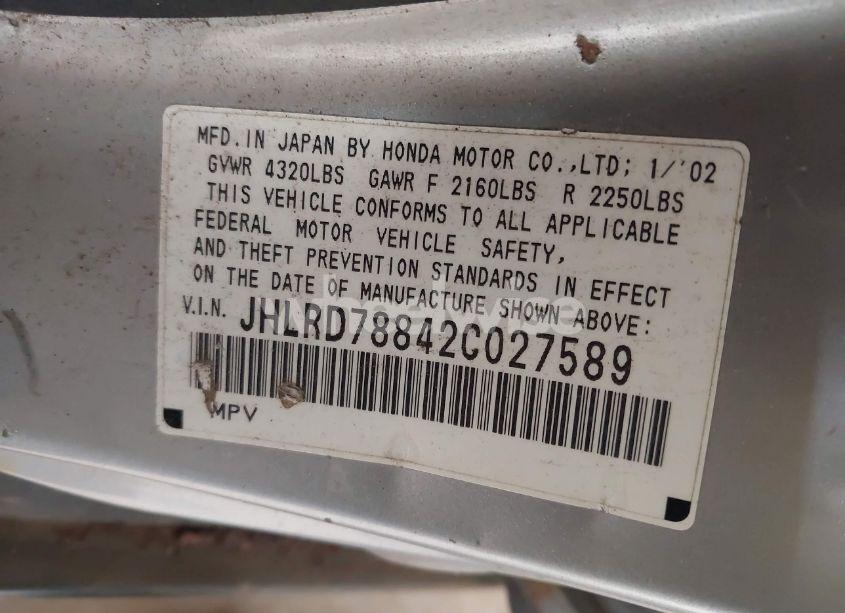 MFD.IN JAPAN BY HONDA MOTOR CO.,LTD; 1/'02
GVWR 4320LBS GAWR F 2160LBS R 2250LBS
THIS VEHICLE CONFORMS TO ALL APPLICABLE
FEDERAL MOTOR VEHICLE SAFETY,
AND THEFT PREVENTION STANDARDS IN EFFECT
ON THE DATE OF MANUFACTURE SHOWN ABOVE:
V.I.N. JHLRD78842C027589
MPV